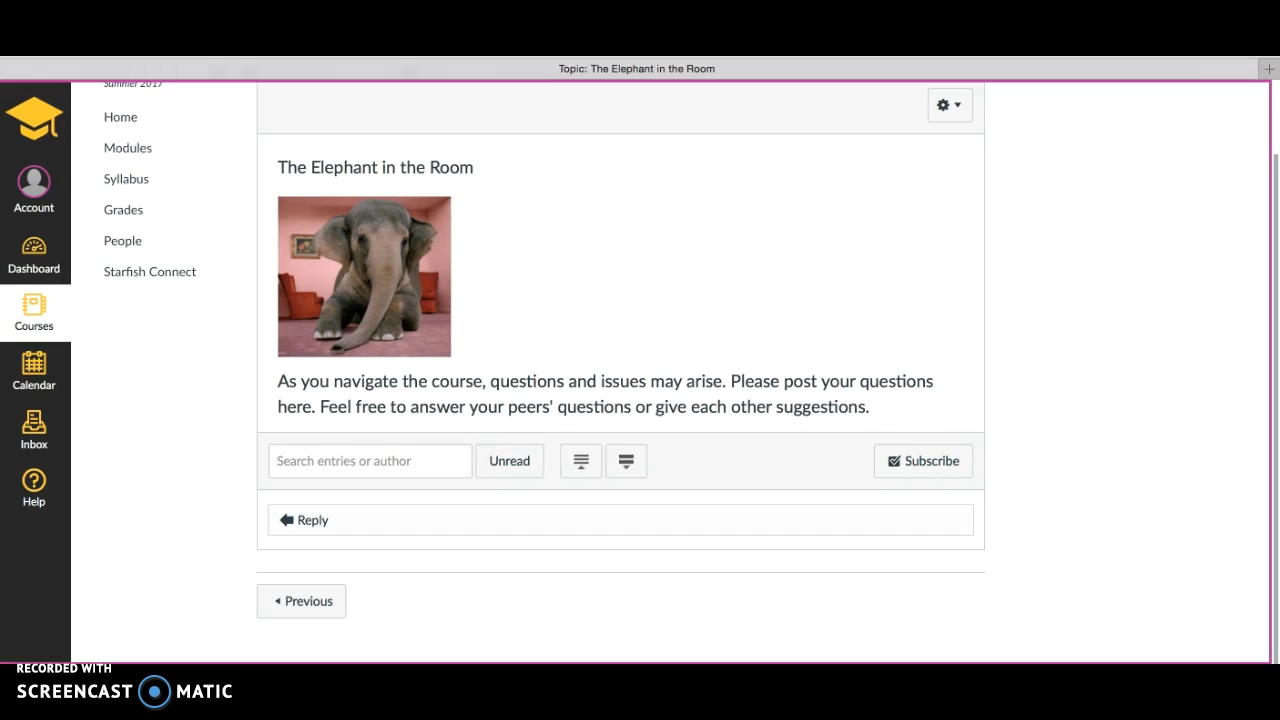 Topic: The Elephant in the Room
Summer 2017
Home
Modules
Syllabus
Grades
People
Starfish Connect
Account
Dashboard
Courses
Calendar
Inbox
Help
The Elephant in the Room
As you navigate the course, questions and issues may arise. Please post your questions
here. Feel free to answer your peers' questions or give each other suggestions.
Search entries or author
Unread
Subscribe
Reply
Previous
RECORDED WITH
SCREENCAST MATIC